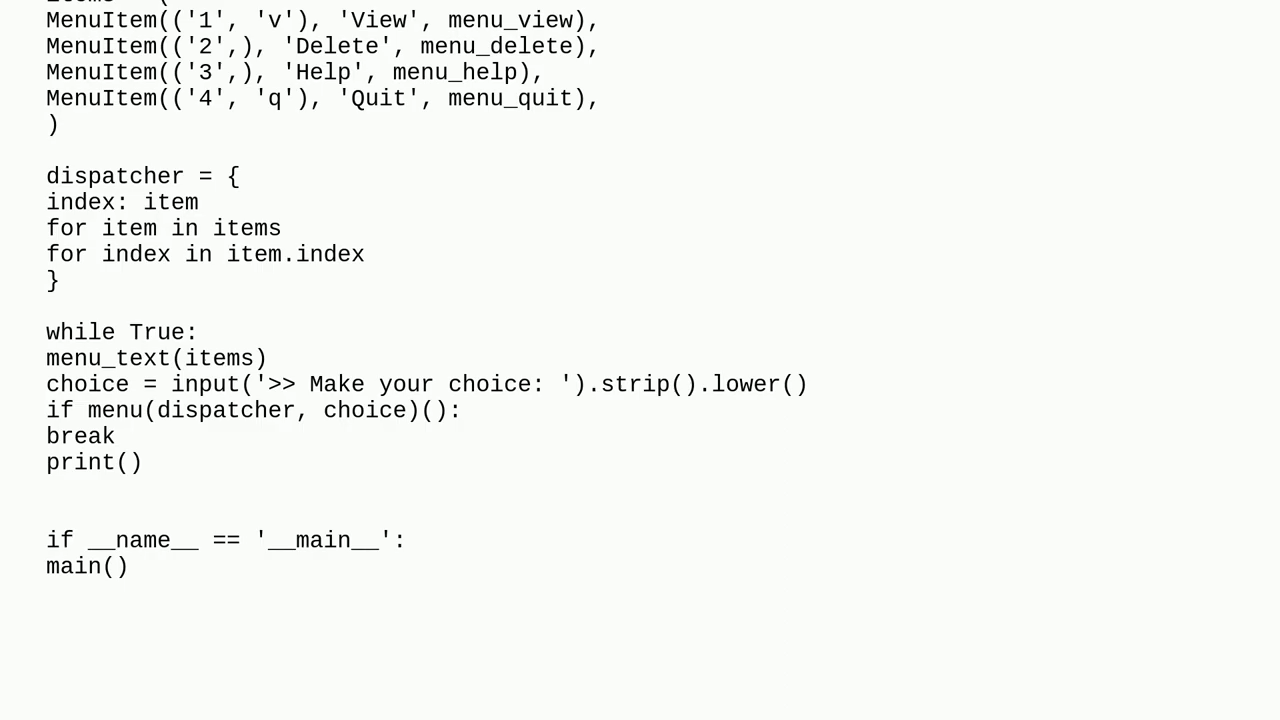 items = (
MenuItem(('1', 'v'), 'View', menu_view),
MenuItem(('2',), 'Delete', menu_delete),
MenuItem(('3',), 'Help', menu_help),
MenuItem(('4', 'q'), 'Quit', menu_quit),
)
dispatcher = {
index: item
for item in items
for index in item.index
}
while True:
menu_text(items)
choice = input('>> Make your choice: ').strip().lower()
if menu(dispatcher, choice)():
break
print()
if __name__ == '__main__':
main()